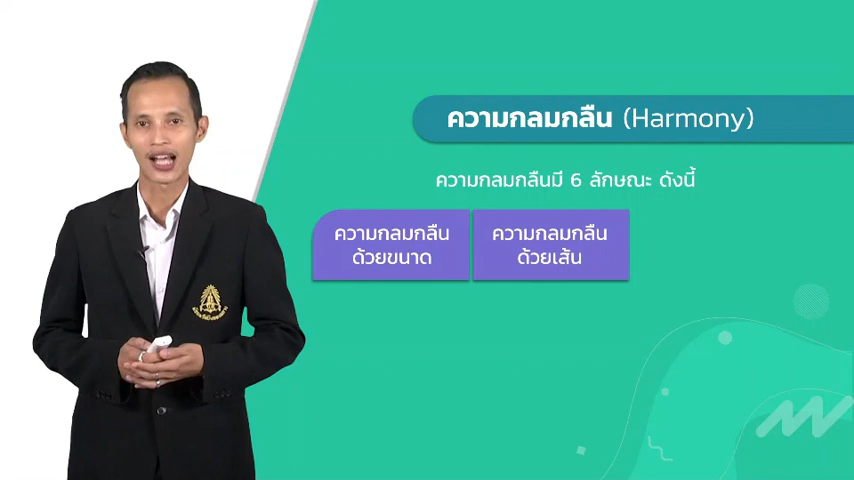 ความกลมกลืน (Harmony)
ความกลมกลืนมี 6 ลักษณะ ดังนี้
ความกลมกลืน
ด้วยขนาด
ความกลมกลืน
ด้วยเส้น